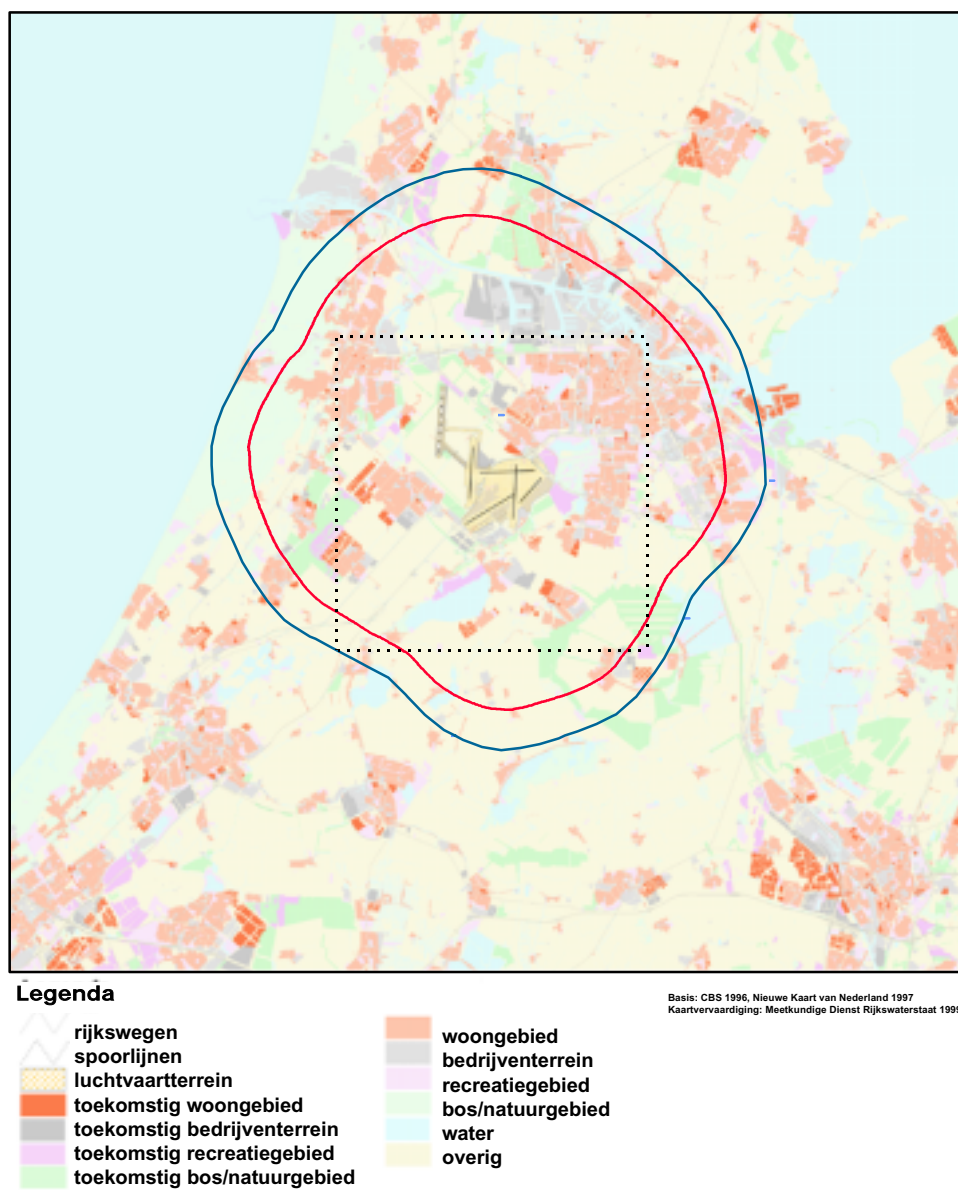 Legenda
Basis: CBS 1996, Nieuwe Kaart van Nederland 1997
Kaartvervaardiging: Meetkundige Dienst Rijkswaterstaat 1999
rijkswegen
spoorlijnen
luchtvaartterrein
toekomstig woongebied
toekomstig bedrijventerrein
toekomstig recreatiegebied
toekomstig bos/natuurgebied
woongebied
bedrijventerrein
recreatiegebied
bos/natuurgebied
water
overig